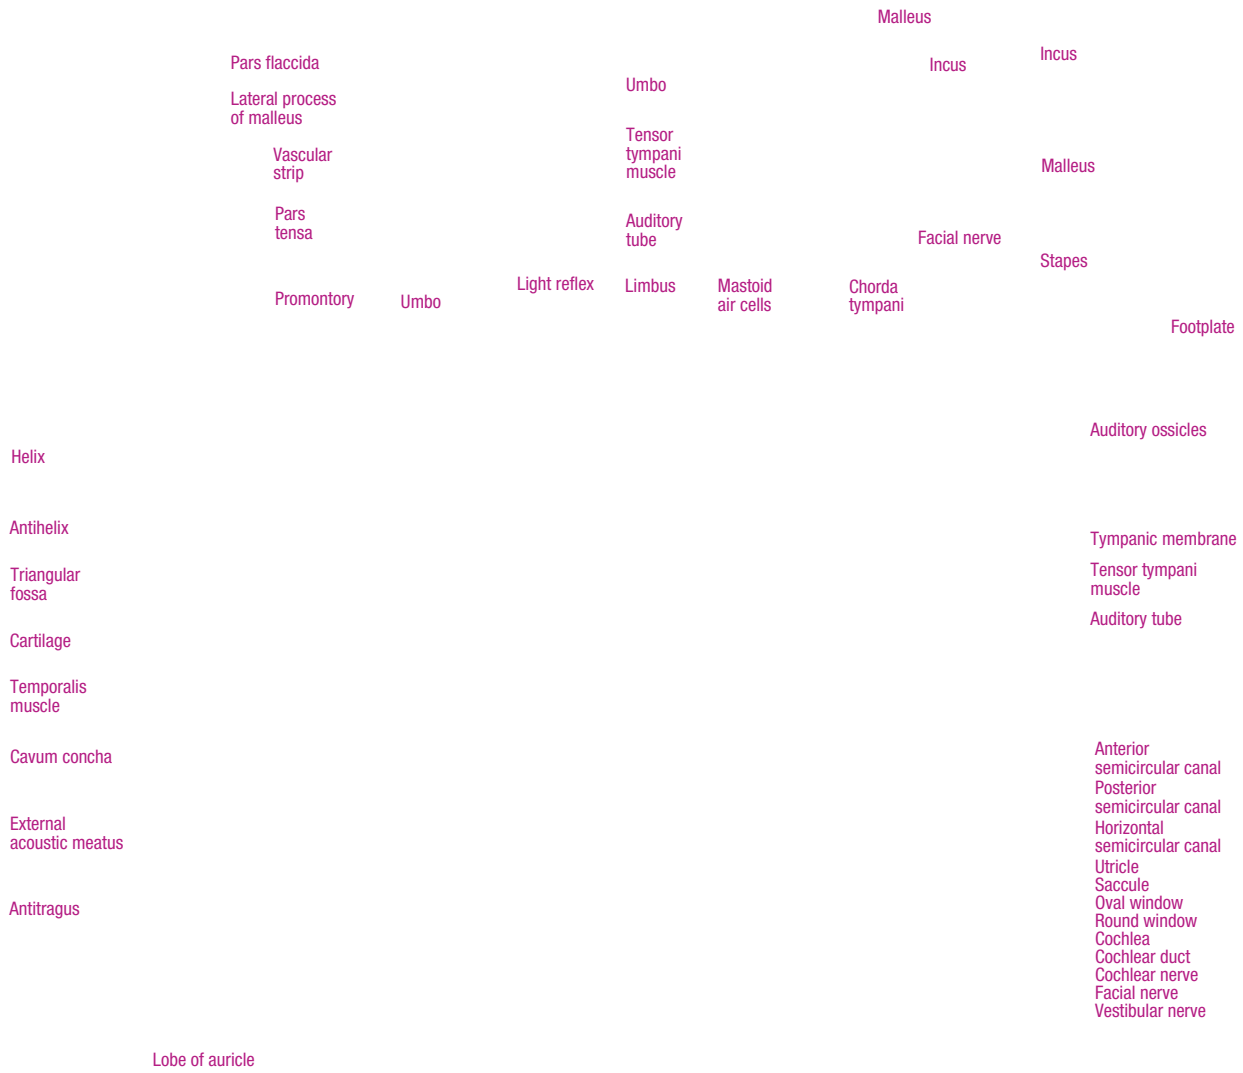 Malleus
Incus
Incus
Pars flaccida
Umbo
Lateral process
of malleus
Tensor
tympani
muscle
Vascular
strip
Malleus
Pars
tensa
Auditory
tube
Facial nerve
Stapes
Promontory
Umbo
Light reflex
Limbus
Mastoid
air cells
Chorda
tympani
Footplate
Auditory ossicles
Helix
Antihelix
Triangular
fossa
Cartilage
Temporalis
muscle
Cavum concha
External
acoustic meatus
Antitragus
Lobe of auricle
Tympanic membrane
Tensor tympani
muscle
Auditory tube
Anterior
semicircular canal
Posterior
semicircular canal
Horizontal
semicircular canal
Utricle
Saccule
Oval window
Round window
Cochlea
Cochlear duct
Cochlear nerve
Facial nerve
Vestibular nerve